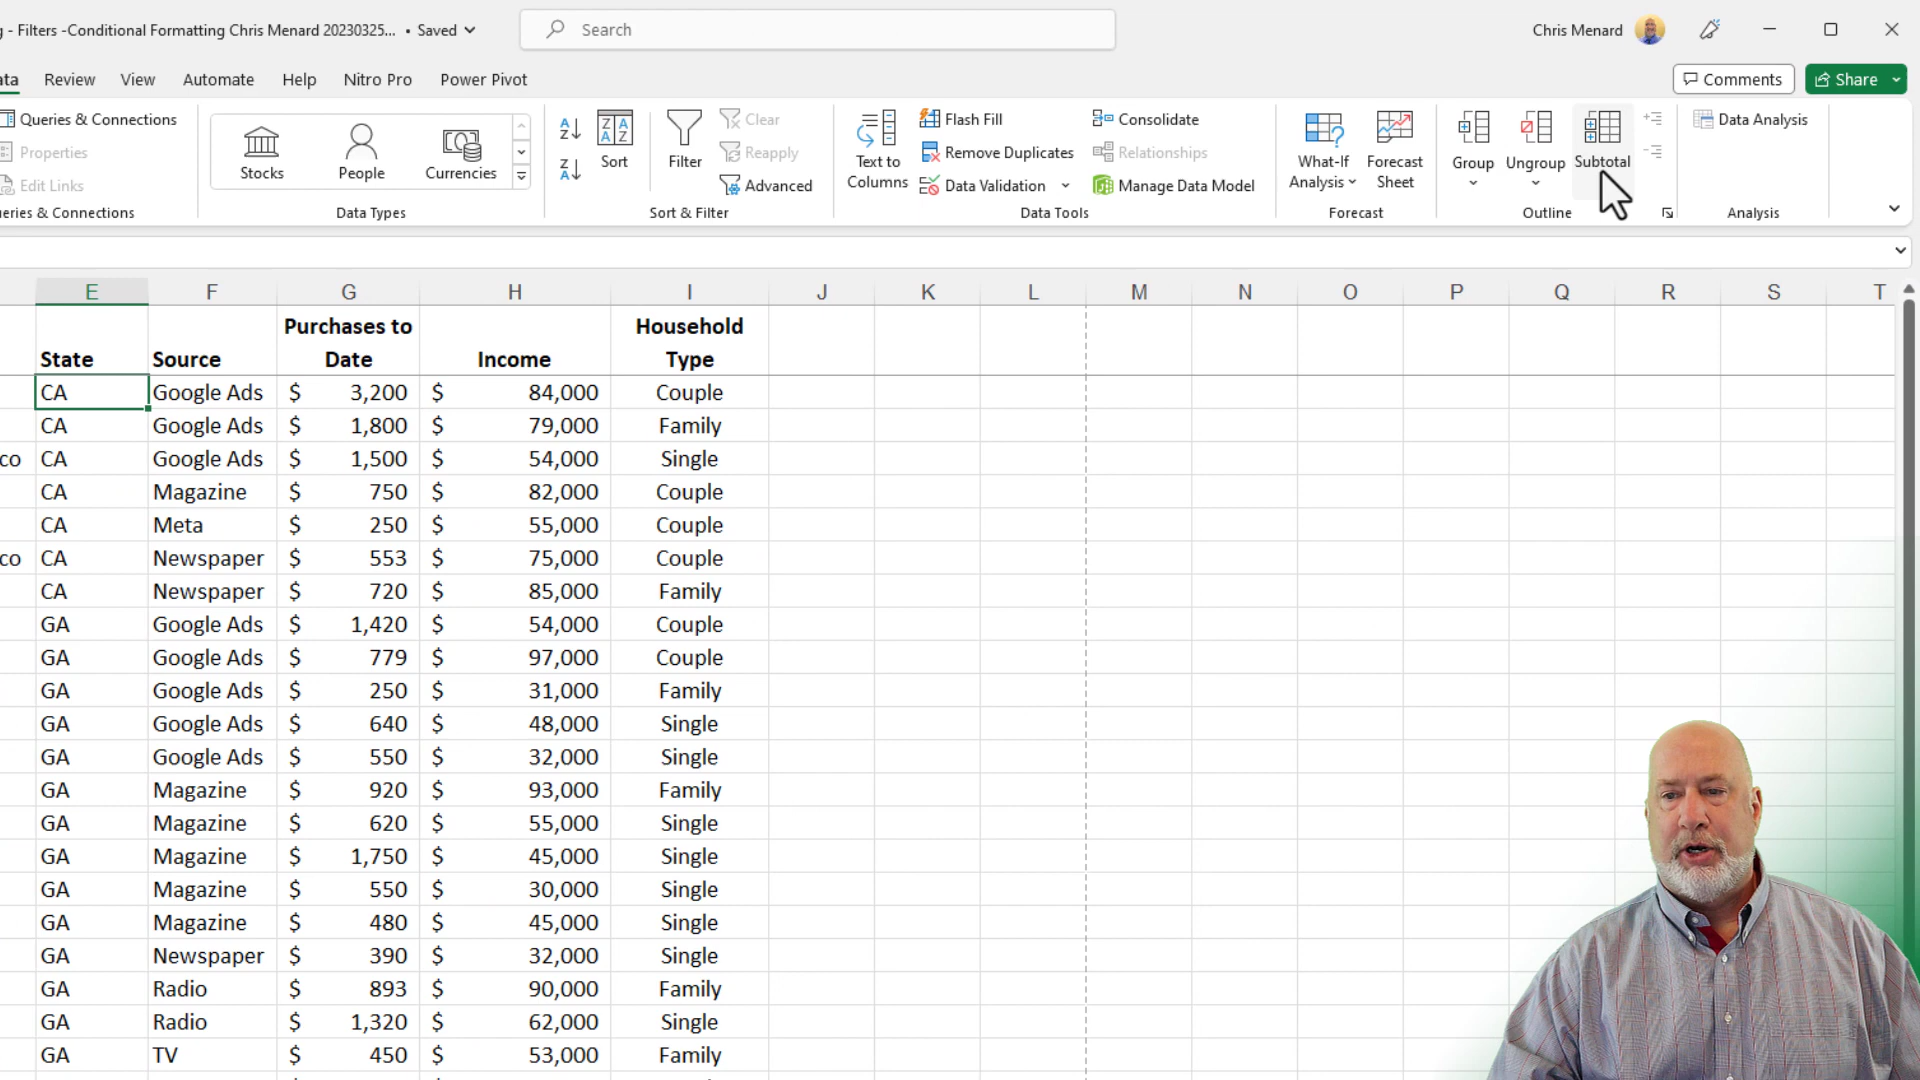 g - Filters -Conditional Formatting Chris Menard 20230325... • Saved
Search
Chris Menard
ata Review View Automate Help Nitro Pro Power Pivot
Comments Share
Queries & Connections
Properties
Edit Links
eries & Connections
Stocks People Currencies
Data Types
Sort Filter
Clear
Reapply
Advanced
Sort & Filter
Text to
Columns
Flash Fill
Remove Duplicates
Data Validation
Consolidate
Relationships
Manage Data Model
Data Tools
What-If
Analysis
Forecast
Sheet
Forecast
Group Ungroup Subtotal
Outline
Data Analysis
Analysis
E F G H I J K L M N O P Q R S T
State Source Purchases to Date Income Household Type
CA Google Ads $ 3,200 $ 84,000 Couple
CA Google Ads $ 1,800 $ 79,000 Family
co CA Google Ads $ 1,500 $ 54,000 Single
CA Magazine $ 750 $ 82,000 Couple
CA Meta $ 250 $ 55,000 Couple
co CA Newspaper $ 553 $ 75,000 Couple
CA Newspaper $ 720 $ 85,000 Family
GA Google Ads $ 1,420 $ 54,000 Couple
GA Google Ads $ 779 $ 97,000 Couple
GA Google Ads $ 250 $ 31,000 Family
GA Google Ads $ 640 $ 48,000 Single
GA Google Ads $ 550 $ 32,000 Single
GA Magazine $ 920 $ 93,000 Family
GA Magazine $ 620 $ 55,000 Single
GA Magazine $ 1,750 $ 45,000 Single
GA Magazine $ 550 $ 30,000 Single
GA Magazine $ 480 $ 45,000 Single
GA Newspaper $ 390 $ 32,000 Single
GA Radio $ 893 $ 90,000 Family
GA Radio $ 1,320 $ 62,000 Single
GA TV $ 450 $ 53,000 Family